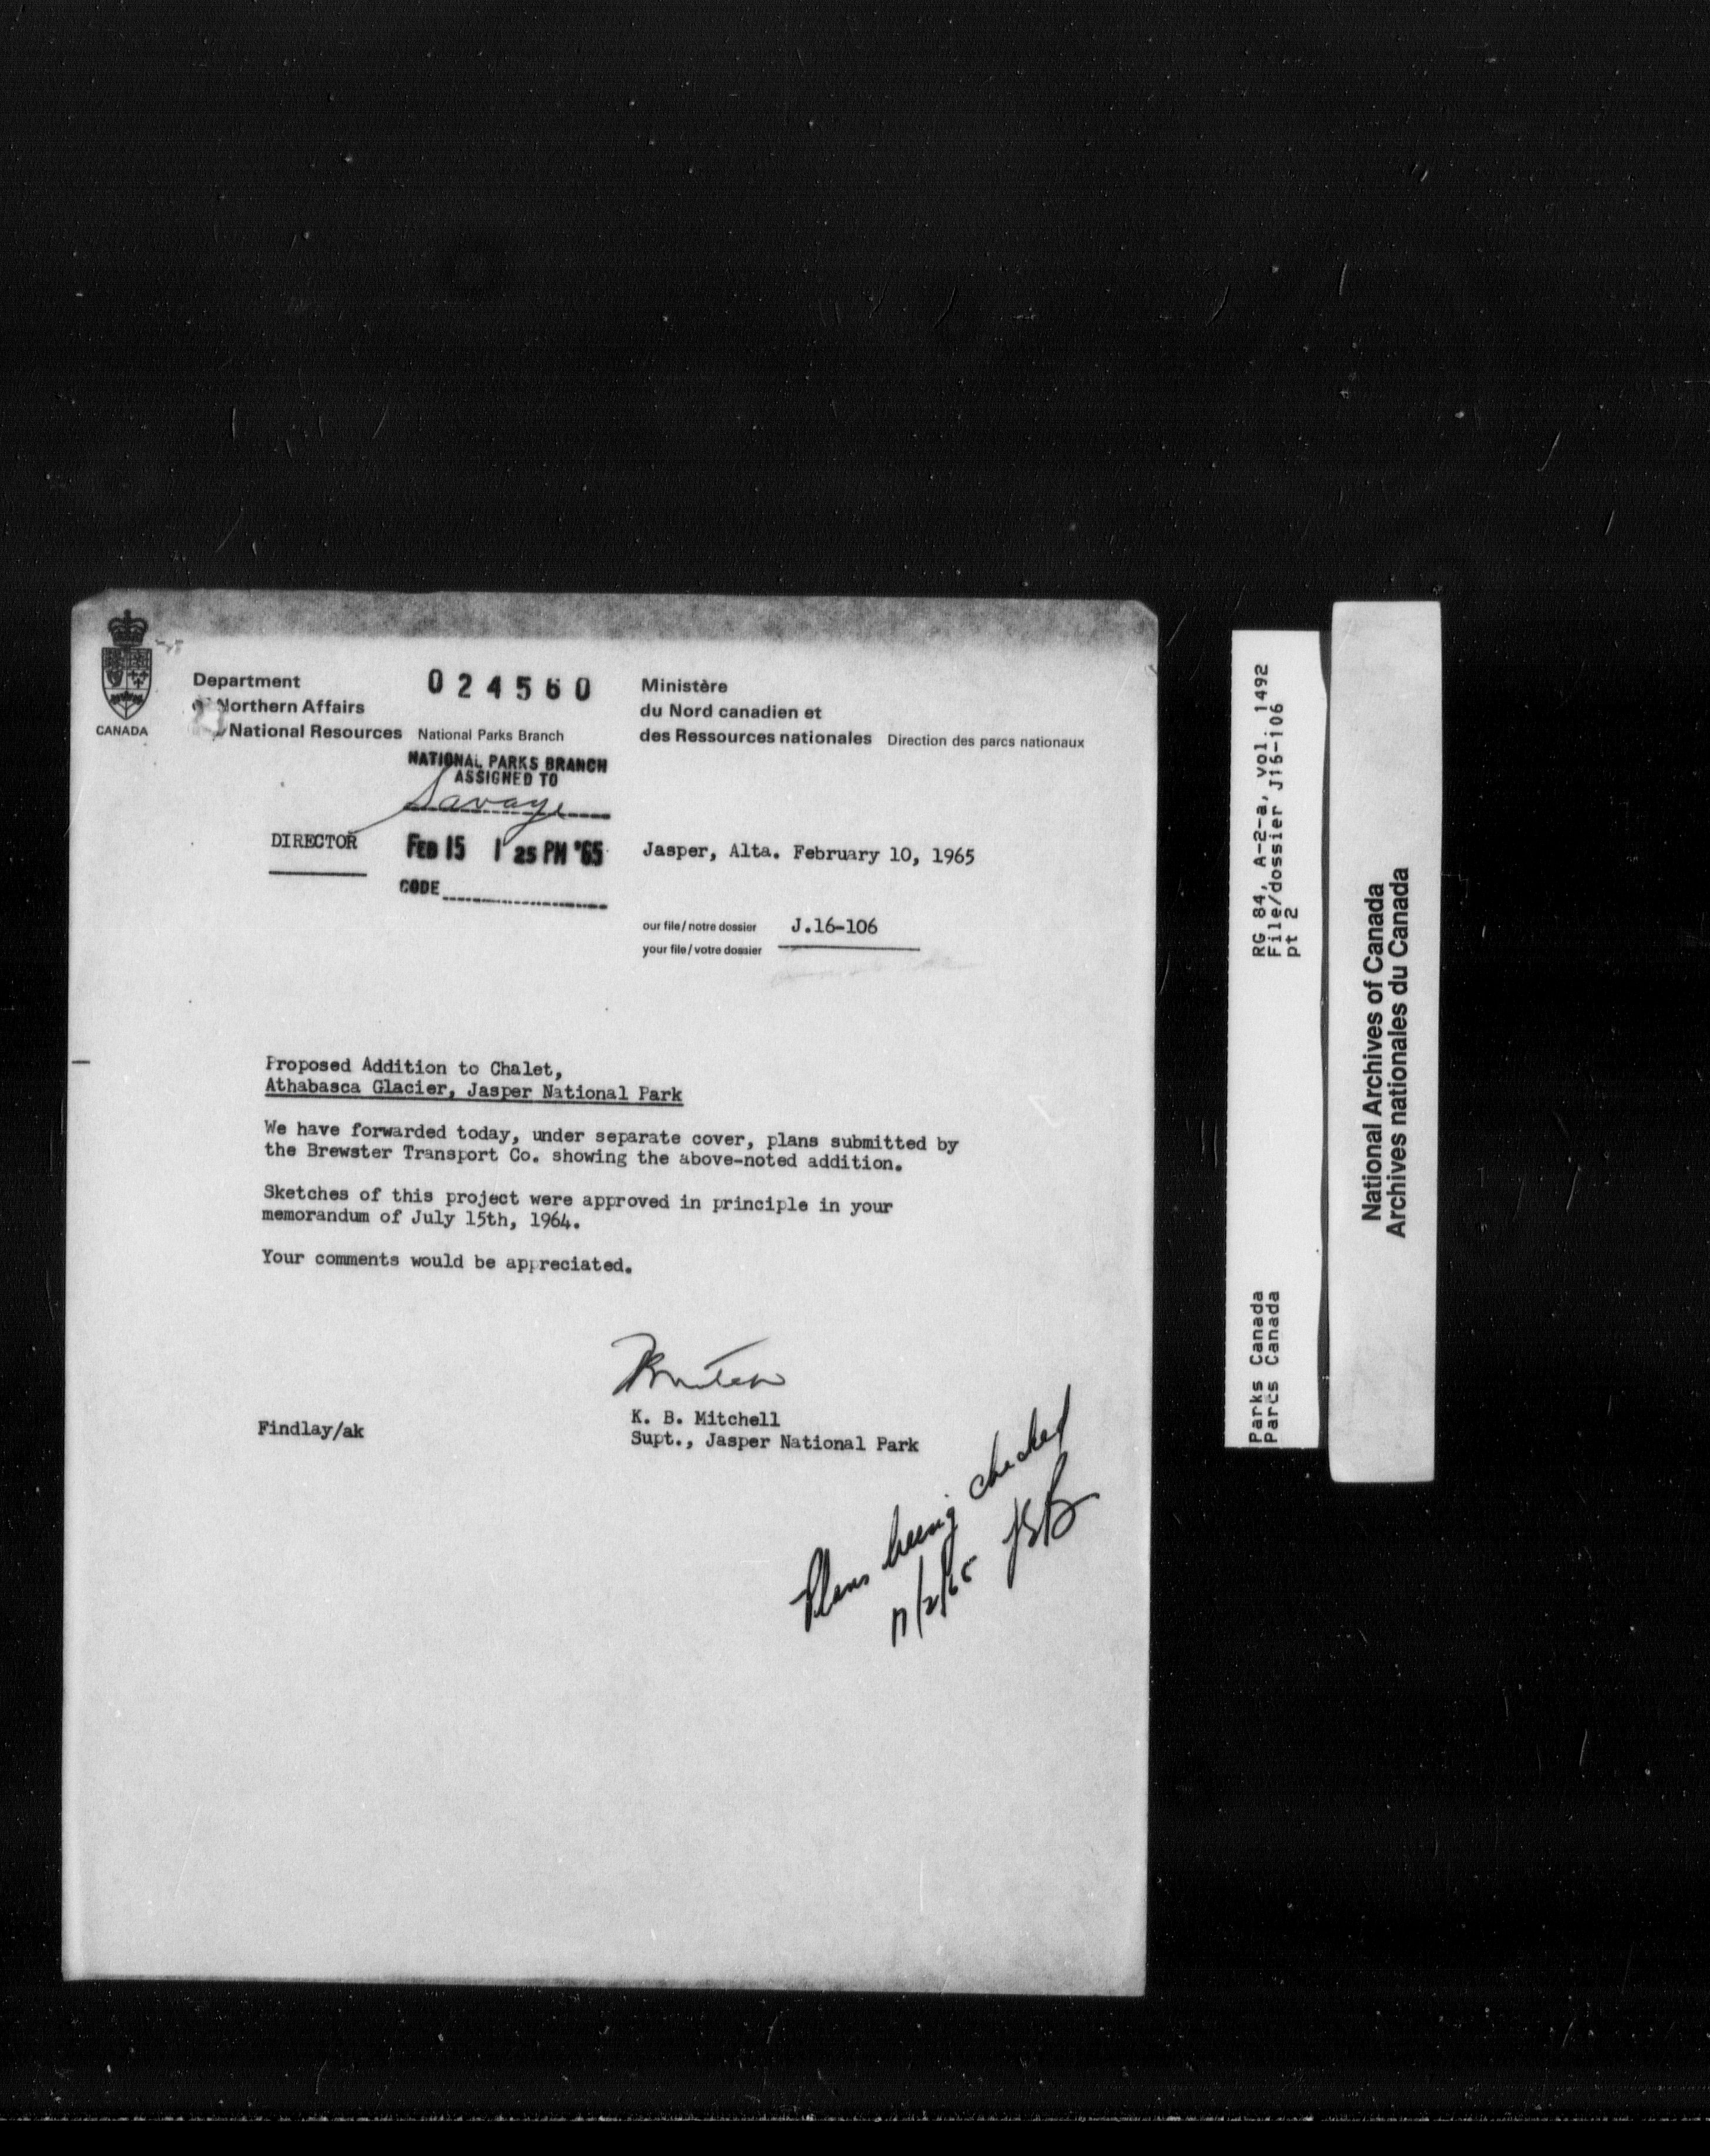 CANADA
Department
Northern Affairs
National Resources National Parks Branch
024560
Ministère
du Nord canadien et
des Ressources nationales Direction des parcs nationaux
NATIONAL PARKS BRANCH
ASSIGNED TO
Savage
DIRECTOR
FEB 15 1 25 PM '65
CODE
Jasper, Alta. February 10, 1965
our file/notre dossier J.16-106
your file/votre dossier
Proposed Addition to Chalet,
Athabasca Glacier, Jasper National Park
We have forwarded today, under separate cover, plans submitted by
the Brewster Transport Co. showing the above-noted addition.
Sketches of this project were approved in principle in your
memorandum of July 15th, 1964.
Your comments would be appreciated.
K. B. Mitchell
Supt., Jasper National Park
Findlay/ak
Plans being checked
17/2/65
RG 84, A-2-a, vol. 1492
File/dossier J16-106
pt 2
Parks Canada
Parcs Canada
National Archives of Canada
Archives nationales du Canada